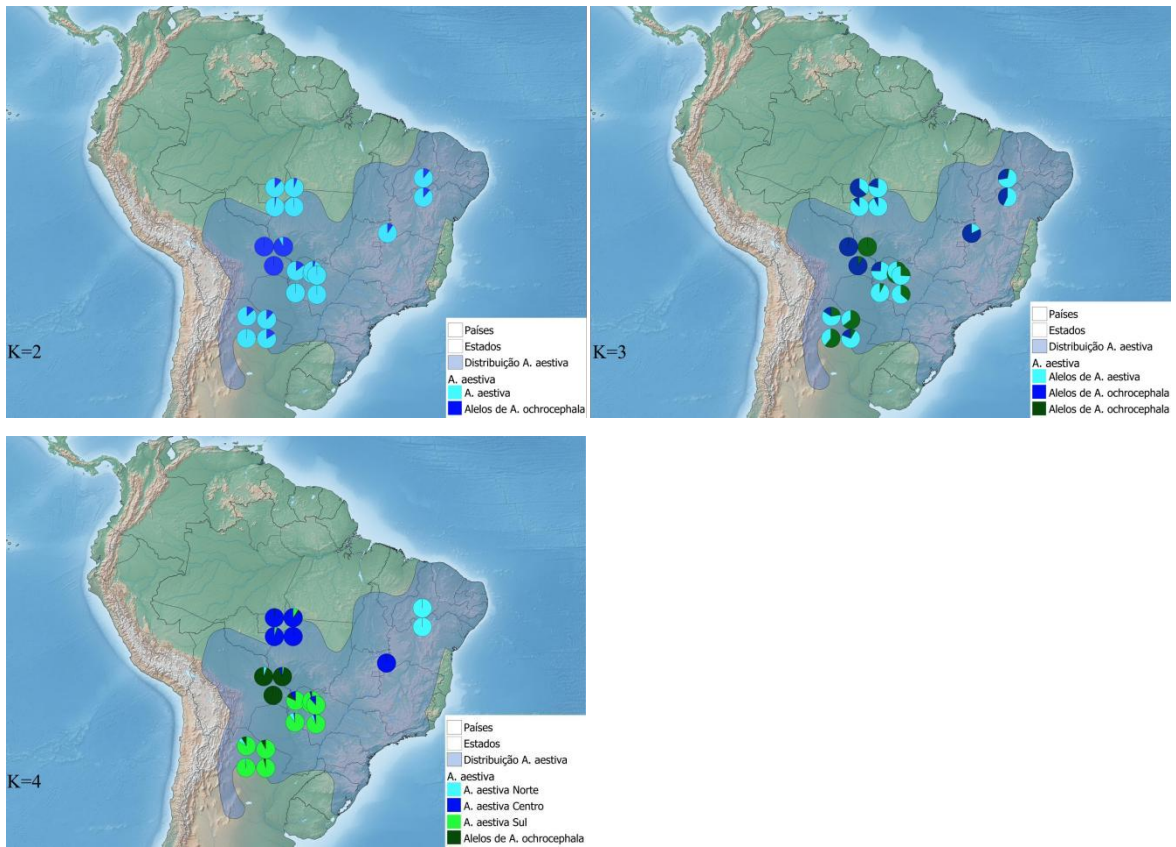 K=2
Países
Estados
Distribuição A. aestiva
A. aestiva
A. aestiva
Alelos de A. ochrocephala
K=3
Países
Estados
Distribuição A. aestiva
A. aestiva
Alelos de A. aestiva
Alelos de A. ochrocephala
Alelos de A. ochrocephala
K=4
Países
Estados
Distribuição A. aestiva
A. aestiva
A. aestiva Norte
A. aestiva Centro
A. aestiva Sul
Alelos de A. ochrocephala